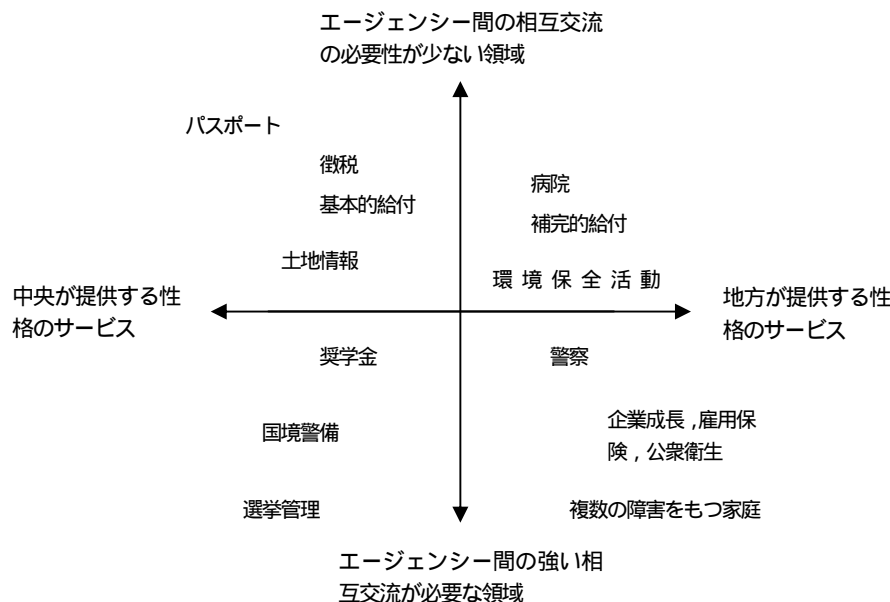 エージェンシー間の相互交流
の必要性が少ない領域
パスポート
徴税
病院
基本的給付
補完的給付
土地情報
環 境 保 全 活 動
中央が提供する性
格のサービス
地方が提供する性
格のサービス
奨学金
警察
国境警備
企業成長 ,雇用保
険 , 公衆衛生
選挙管理
複数の障害をもつ家庭
エージェンシー間の強い相
互交流が必要な領域